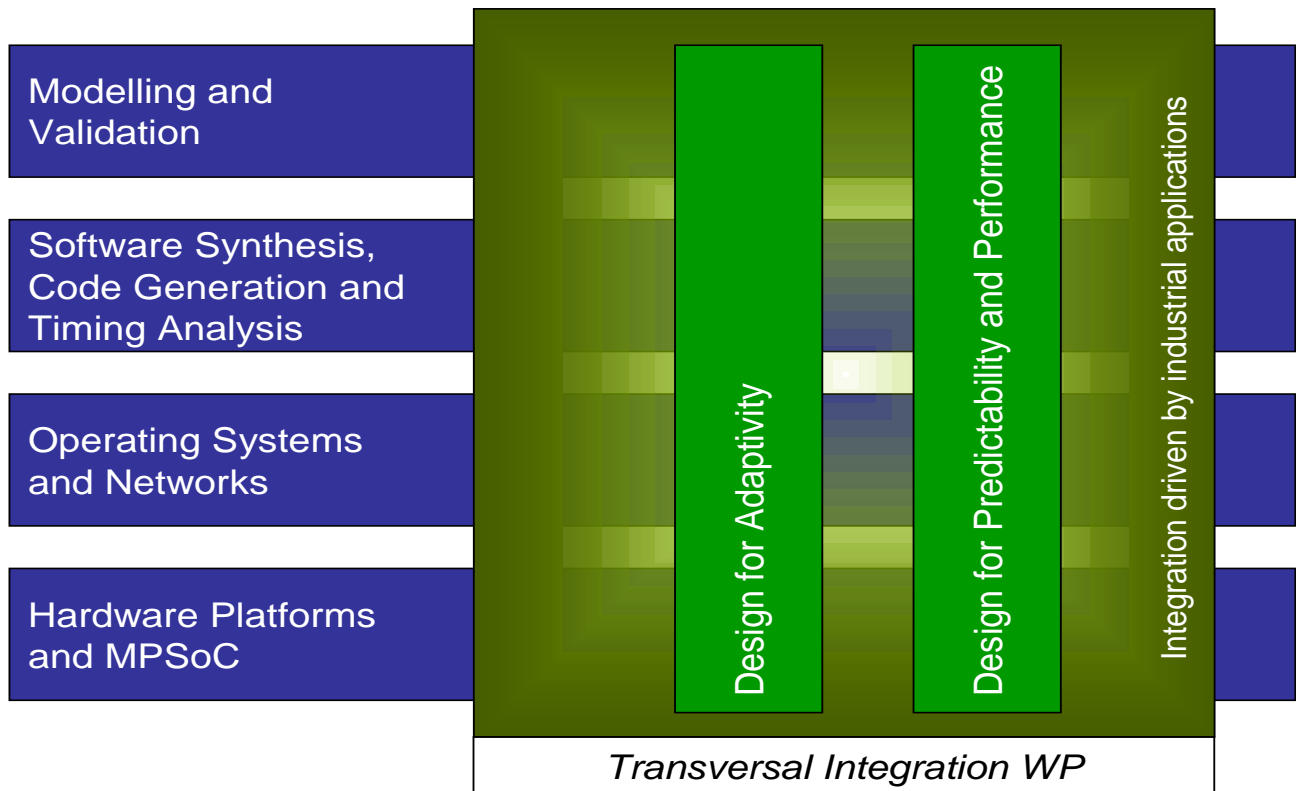 Modelling and
Validation
Software Synthesis,
Code Generation and
Timing Analysis
Operating Systems
and Networks
Hardware Platforms
and MPSoC
Design for Adaptivity
Design for Predictability and Performance
Integration driven by industrial applications
Transversal Integration WP